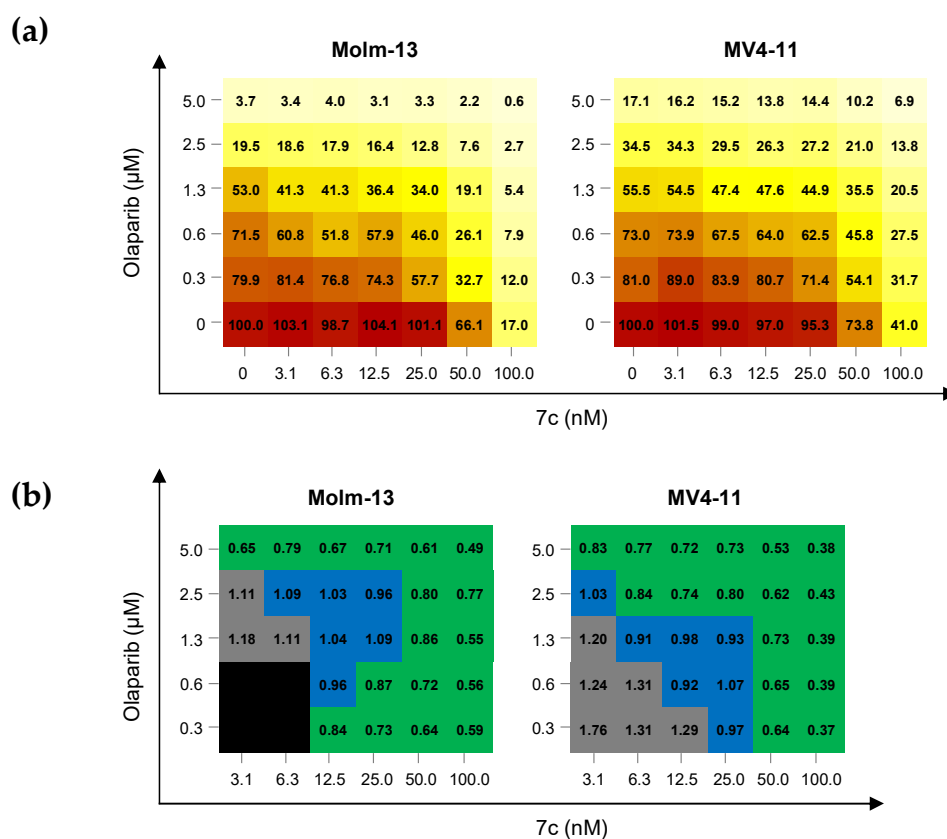 (a)
Molm-13 MV4-11
Olaparib (µM)
5.0 3.7 3.4 4.0 3.1 3.3 2.2 0.6 17.1 16.2 15.2 13.8 14.4 10.2 6.9
2.5 19.5 18.6 17.9 16.4 12.8 7.6 2.7 34.5 34.3 29.5 26.3 27.2 21.0 13.8
1.3 53.0 41.3 41.3 36.4 34.0 19.1 5.4 55.5 54.5 47.4 47.6 44.9 35.5 20.5
0.6 71.5 60.8 51.8 57.9 46.0 26.1 7.9 73.0 73.9 67.5 64.0 62.5 45.8 27.5
0.3 79.9 81.4 76.8 74.3 57.7 32.7 12.0 81.0 89.0 83.9 80.7 71.4 54.1 31.7
0 100.0 103.1 98.7 104.1 101.1 66.1 17.0 100.0 101.5 99.0 97.0 95.3 73.8 41.0
0 3.1 6.3 12.5 25.0 50.0 100.0 0 3.1 6.3 12.5 25.0 50.0 100.0
7c (nM)
(b)
Molm-13 MV4-11
Olaparib (µM)
5.0 0.65 0.79 0.67 0.71 0.61 0.49 5.0 0.83 0.77 0.72 0.73 0.53 0.38
2.5 1.11 1.09 1.03 0.96 0.80 0.77 2.5 1.03 0.84 0.74 0.80 0.62 0.43
1.3 1.18 1.11 1.04 1.09 0.86 0.55 1.3 1.20 0.91 0.98 0.93 0.73 0.39
0.6 0.96 0.87 0.72 0.56 0.6 1.24 1.31 0.92 1.07 0.65 0.39
0.3 0.84 0.73 0.64 0.59 0.3 1.76 1.31 1.29 0.97 0.64 0.37
3.1 6.3 12.5 25.0 50.0 100.0 3.1 6.3 12.5 25.0 50.0 100.0
7c (nM)